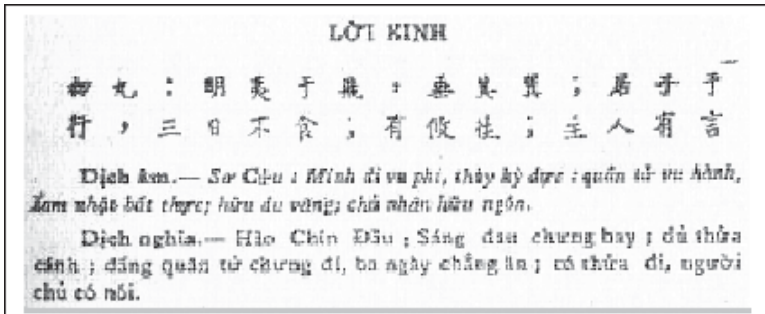 LỜI KINH
初九：明夷于飛，垂其翼；君子于
行，三日不食；有攸往；主人有言
Dịch âm.— Sơ Cửu : Minh di vu phi, thùy kỳ dực ; quân tử vu hành,
tam nhật bất thực; hữu du vãng; chủ nhân hữu ngôn.
Dịch nghĩa.— Hào Chín Đầu ; Sáng đau chưng bay ; đủ thửa
cánh ; đấng quân tử chưng đi, ba ngày chẳng ăn ; có thửa đi, người
chủ có nói.